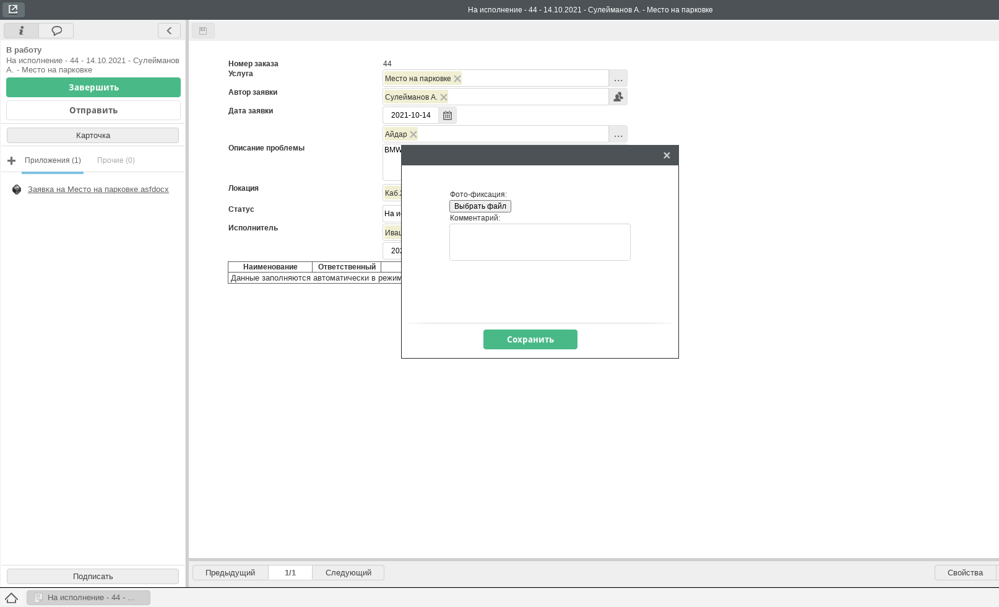 На исполнение - 44 - 14.10.2021 - Сулейманов А. - Место на парковке
В работу
На исполнение - 44 - 14.10.2021 - Сулейманов
А. - Место на парковке
Завершить
Отправить
Карточка
Приложения (1)
Прочие (0)
Заявка на Место на парковке.asfdocx
Подписать
Номер заказа
44
Услуга
Место на парковке
...
Автор заявки
Сулейманов А.
Дата заявки
2021-10-14
Айдар
...
Описание проблемы
BMW
Локация
Каб.
Статус
На ис
Исполнитель
Иващ
202
Наименование
Ответственный
Данные заполняются автоматически в режим
Фото-фиксация:
Выбрать файл
Комментарий:
Сохранить
Предыдущий
1/1
Следующий
Свойства
На исполнение - 44 - ...